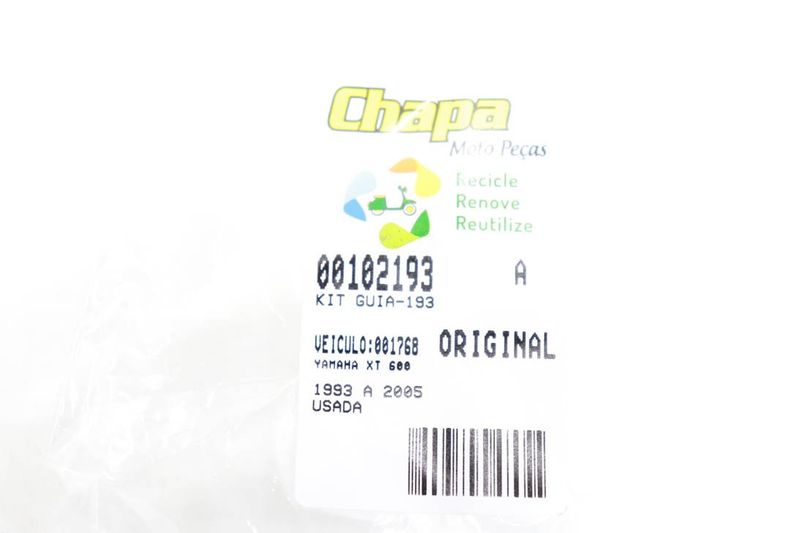 Chapa
Moto Peças
Recicle
Renove
Reutilize
00102193 A
KIT GUIA-193
VEICULO:001768 ORIGINAL
YAMAHA XT 600
1993 A 2005
USADA